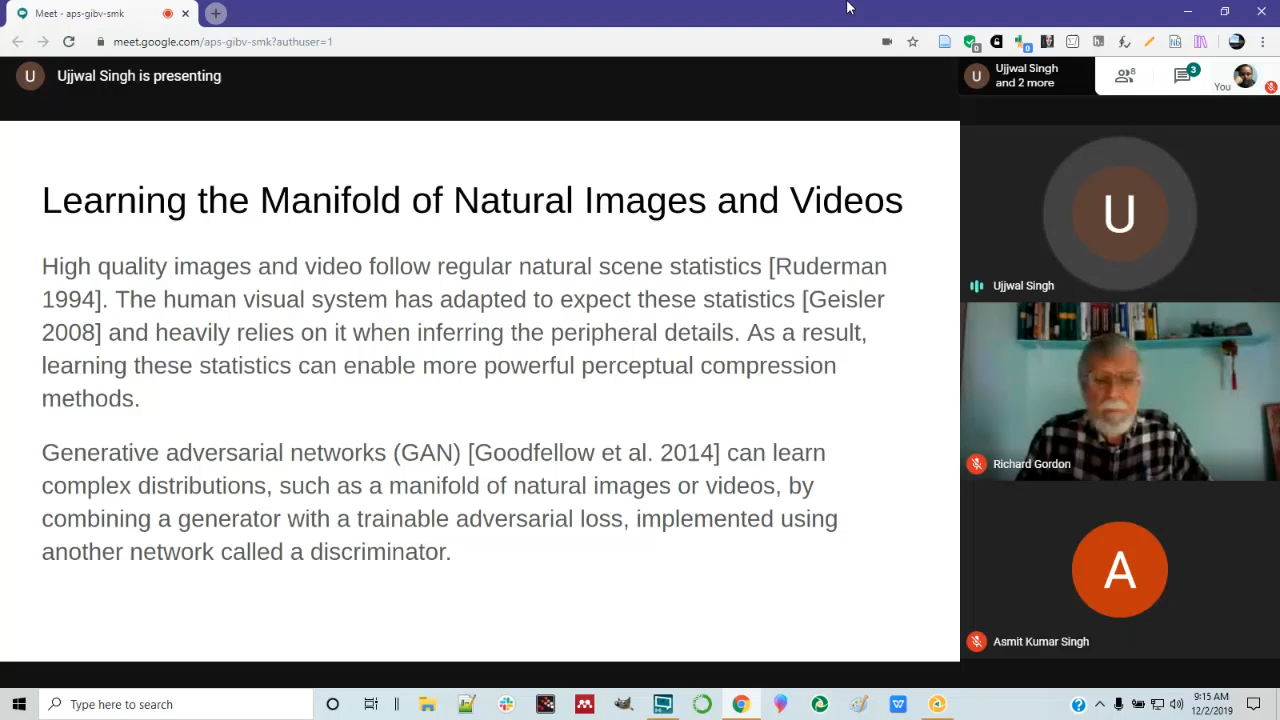 Meet - aps-gibv-smk
meet.google.com/aps-gibv-smk?authuser=1
U
Ujjwal Singh is presenting
U
Ujjwal Singh
and 2 more
8
3
You
Learning the Manifold of Natural Images and Videos
High quality images and video follow regular natural scene statistics [Ruderman
1994]. The human visual system has adapted to expect these statistics [Geisler
2008] and heavily relies on it when inferring the peripheral details. As a result,
learning these statistics can enable more powerful perceptual compression
methods.
Generative adversarial networks (GAN) [Goodfellow et al. 2014] can learn
complex distributions, such as a manifold of natural images or videos, by
combining a generator with a trainable adversarial loss, implemented using
another network called a discriminator.
U
Ujjwal Singh
Richard Gordon
A
Asmit Kumar Singh
Type here to search
9:15 AM
12/2/2019